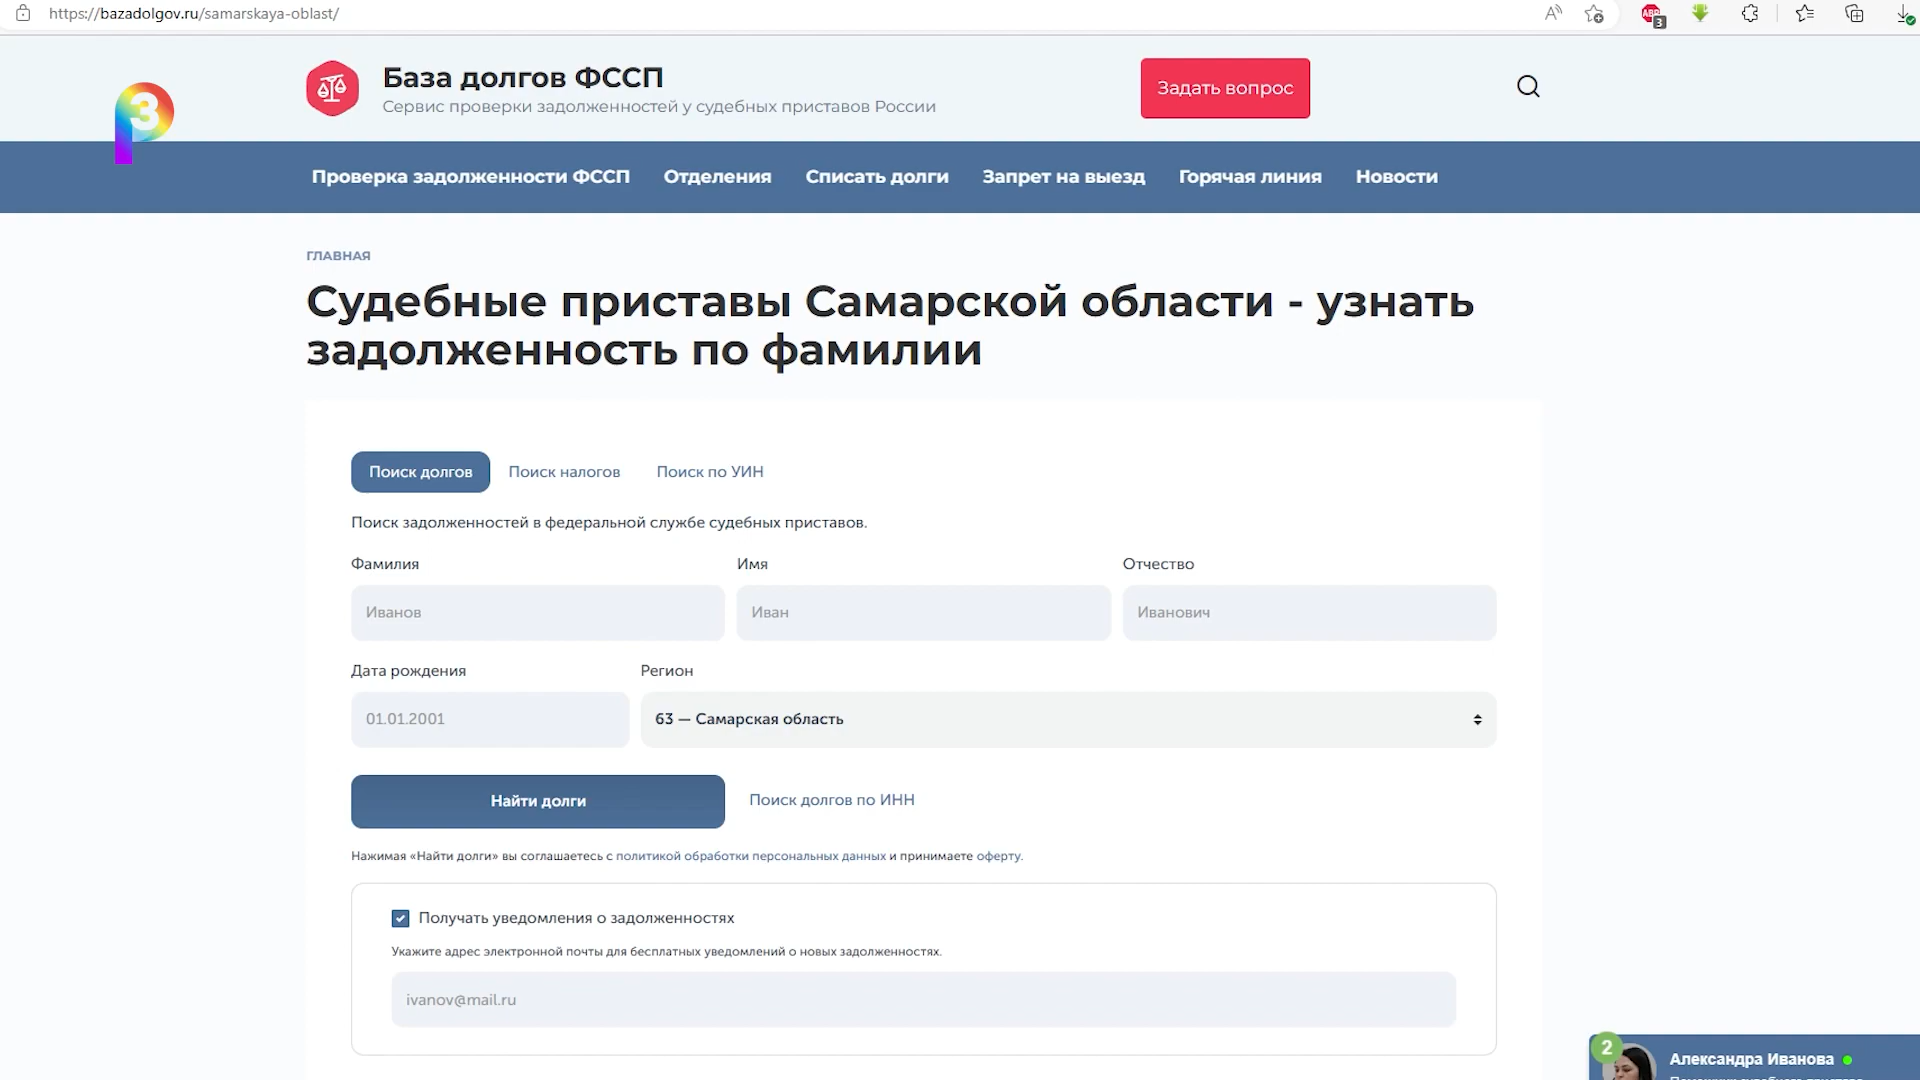 https://bazadolgov.ru/samarskaya-oblast/
3
3
База долгов ФССП
Сервис проверки задолженностей у судебных приставов России
Задать вопрос
Проверка задолженности ФССП Отделения Списать долги Запрет на выезд Горячая линия Новости
ГЛАВНАЯ
Судебные приставы Самарской области - узнать
задолженность по фамилии
Поиск долгов Поиск налогов Поиск по УИН
Поиск задолженностей в федеральной службе судебных приставов.
Фамилия Имя Отчество
Иванов Иван Иванович
Дата рождения Регион
01.01.2001 63 — Самарская область
Найти долги Поиск долгов по ИНН
Нажимая «Найти долги» вы соглашаетесь с политикой обработки персональных данных и принимаете оферту.
Получать уведомления о задолженностях
Укажите адрес электронной почты для бесплатных уведомлений о новых задолженностях.
ivanov@mail.ru
2
Александра Иванова